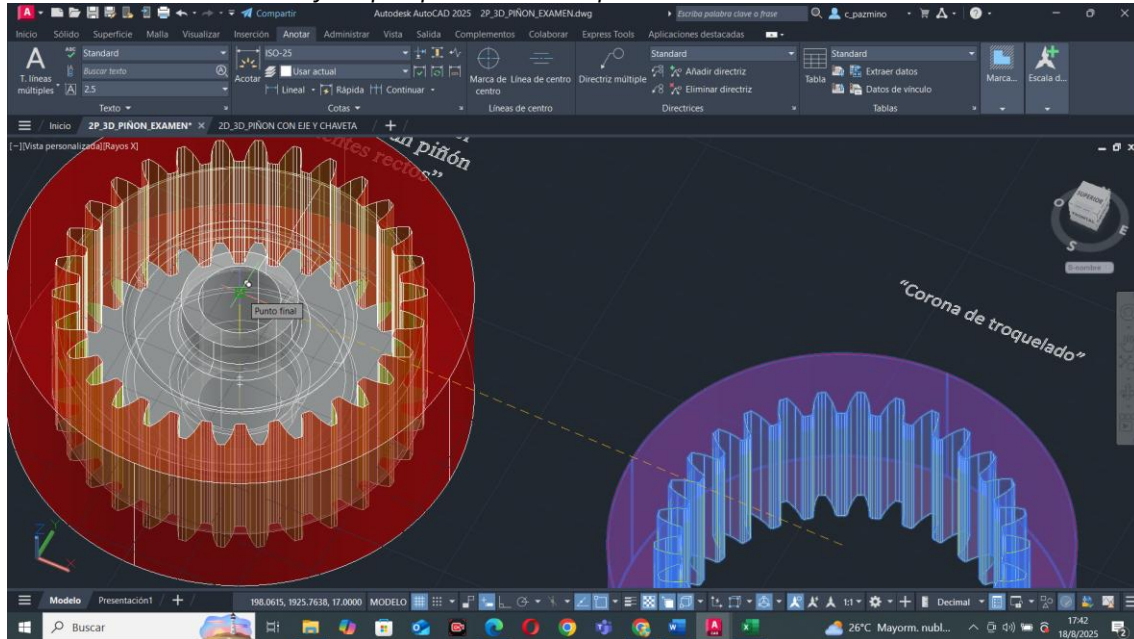 Compartir
Autodesk AutoCAD 2025 2P_3D_PIÑON_EXAMEN.dwg
Escriba palabra clave o frase
c_pazmino
Inicio Sólido Superficie Malla Visualizar Inserción Anotar Administrar Vista Salida Complementos Colaborar Express Tools Aplicaciones destacadas
T. líneas múltiples
Standard
Buscar texto
2.5
Texto
Acotar
ISO-25
Usar actual
Lineal Rápida Continuar
Cotas
Marca de centro
Línea de centro
Líneas de centro
Directriz múltiple
Standard
Añadir directriz
Eliminar directriz
Directrices
Tabla
Standard
Extraer datos
Datos de vínculo
Tablas
Marca...
Escala d...
Inicio 2P_3D_PIÑON_EXAMEN* 2D_3D_PIÑON CON EJE Y CHAVETA
[−][Vista personalizada][Rayos X]
un piñón
rectos”
Punto final
“Corona de troquelado”
SUPERIOR
O
S
E
Z
Y
X
Modelo Presentación1
198.0615, 1925.7638, 17.0000 MODELO
1:1
Decimal
Buscar
26°C Mayorm. nubl...
17:42
18/8/2025